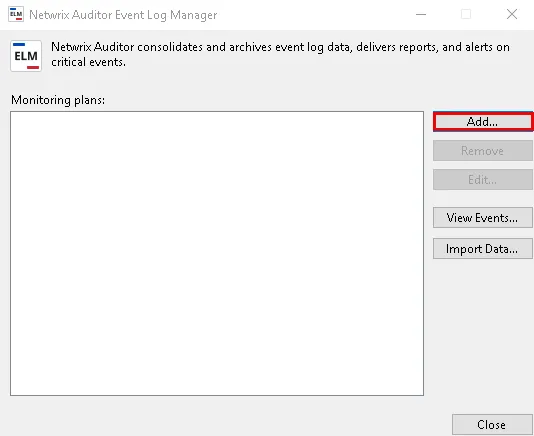 ELM Netwrix Auditor Event Log Manager
ELM
Netwrix Auditor consolidates and archives event log data, delivers reports, and alerts on
critical events.
Monitoring plans:
Add...
Remove
Edit...
View Events...
Import Data...
Close